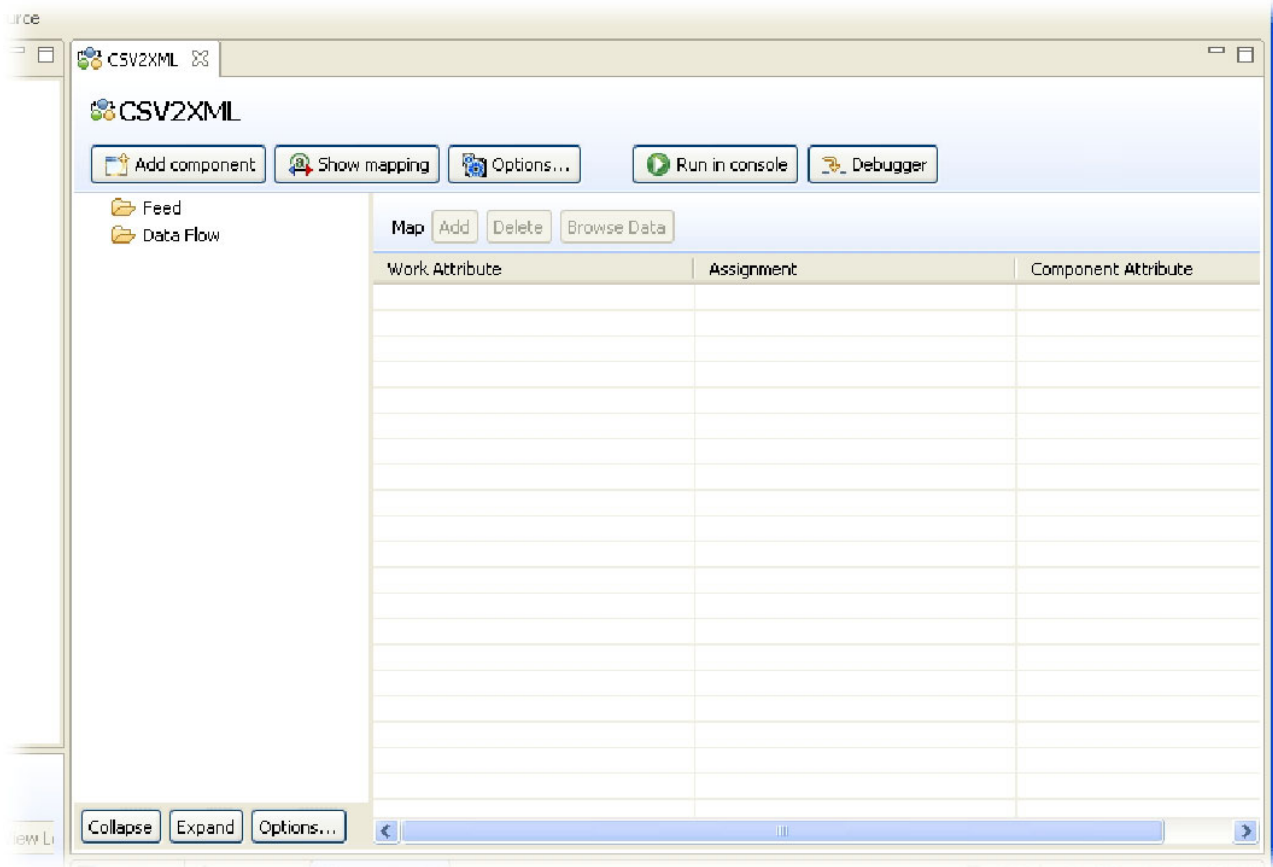 CSV2XML
CSV2XML
Add component Show mapping Options... Run in console Debugger
Feed
Data Flow
Map Add Delete Browse Data
Work Attribute Assignment Component Attribute
Collapse Expand Options...